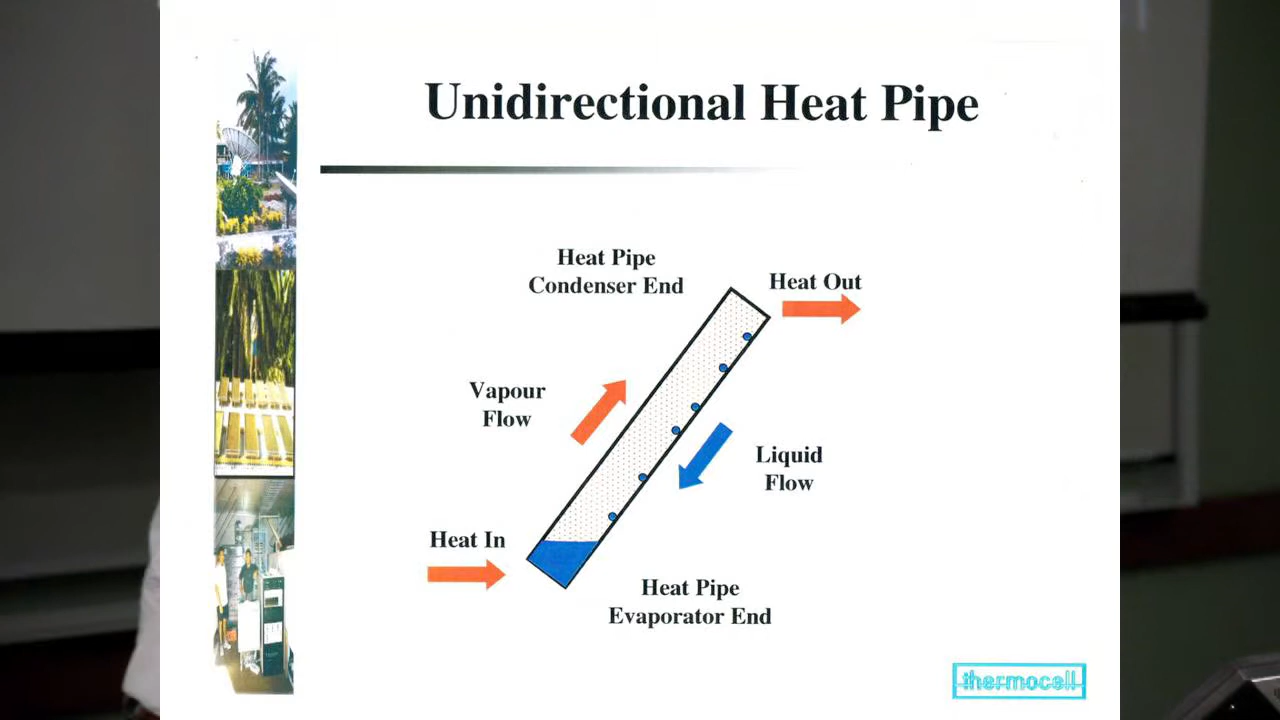 Unidirectional Heat Pipe
Heat Pipe
Condenser End
Heat Out
Vapour
Flow
Liquid
Flow
Heat In
Heat Pipe
Evaporator End
thermocell